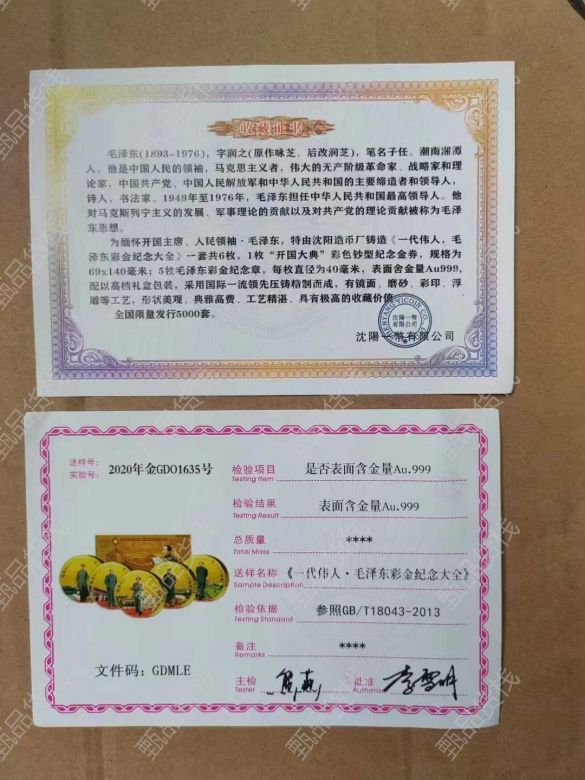 收藏证书
毛泽东(1893-1976)，字润之(原作咏芝，后改润芝)，笔名子任。潮南湘潭
人。他是中国人民的领袖，马克思主义者，伟大的无产阶级革命家、战略家和理
论家，中国共产党、中国人民解放军和中华人民共和国的主要缔造者和领导人，
诗人、书法家。1949年至1976年，毛泽东担任中华人民共和国最高领导人。他
对马克斯列宁主义的发展、军事理论的贡献以及对共产党的理论贡献被称为毛泽
东思想。
为缅怀开国主席、人民领袖·毛泽东，特由沈阳造币厂铸造《一代伟人，毛
泽东彩金纪念大全》一套共6枚，1枚“开国大典”彩色钞型纪念金券，规格为
69x140毫米；5枚毛泽东彩金纪念章，每枚直径为40毫米，表面含金量Au999，
配以高档礼盒包装，采用国际一流领先压铸精制而成，有镜面、磨砂、彩印、浮
雕等工艺，形状美观、典雅高费、工艺精湛、具有极高的收藏价值。
全国限量发行5000套。
沈陽一幣有限公司
SHENYANG YICOIN CO.
沈陽一幣
有限公司
送样号:
实验号:
2020年金GDO1635号
检验项目 是否表面含金量Au.999
Testing Item
检验结果 表面含金量Au.999
Testing Result
总质量 ****
Total Mass
送样名称 《一代伟人·毛泽东彩金纪念大全》
Sample Description
检验依据 参照GB/T18043-2013
Testing Standard
备注 ****
Remarks
文件码: GDMLE
主检 批准
Tester Authorizer
甄品货栈